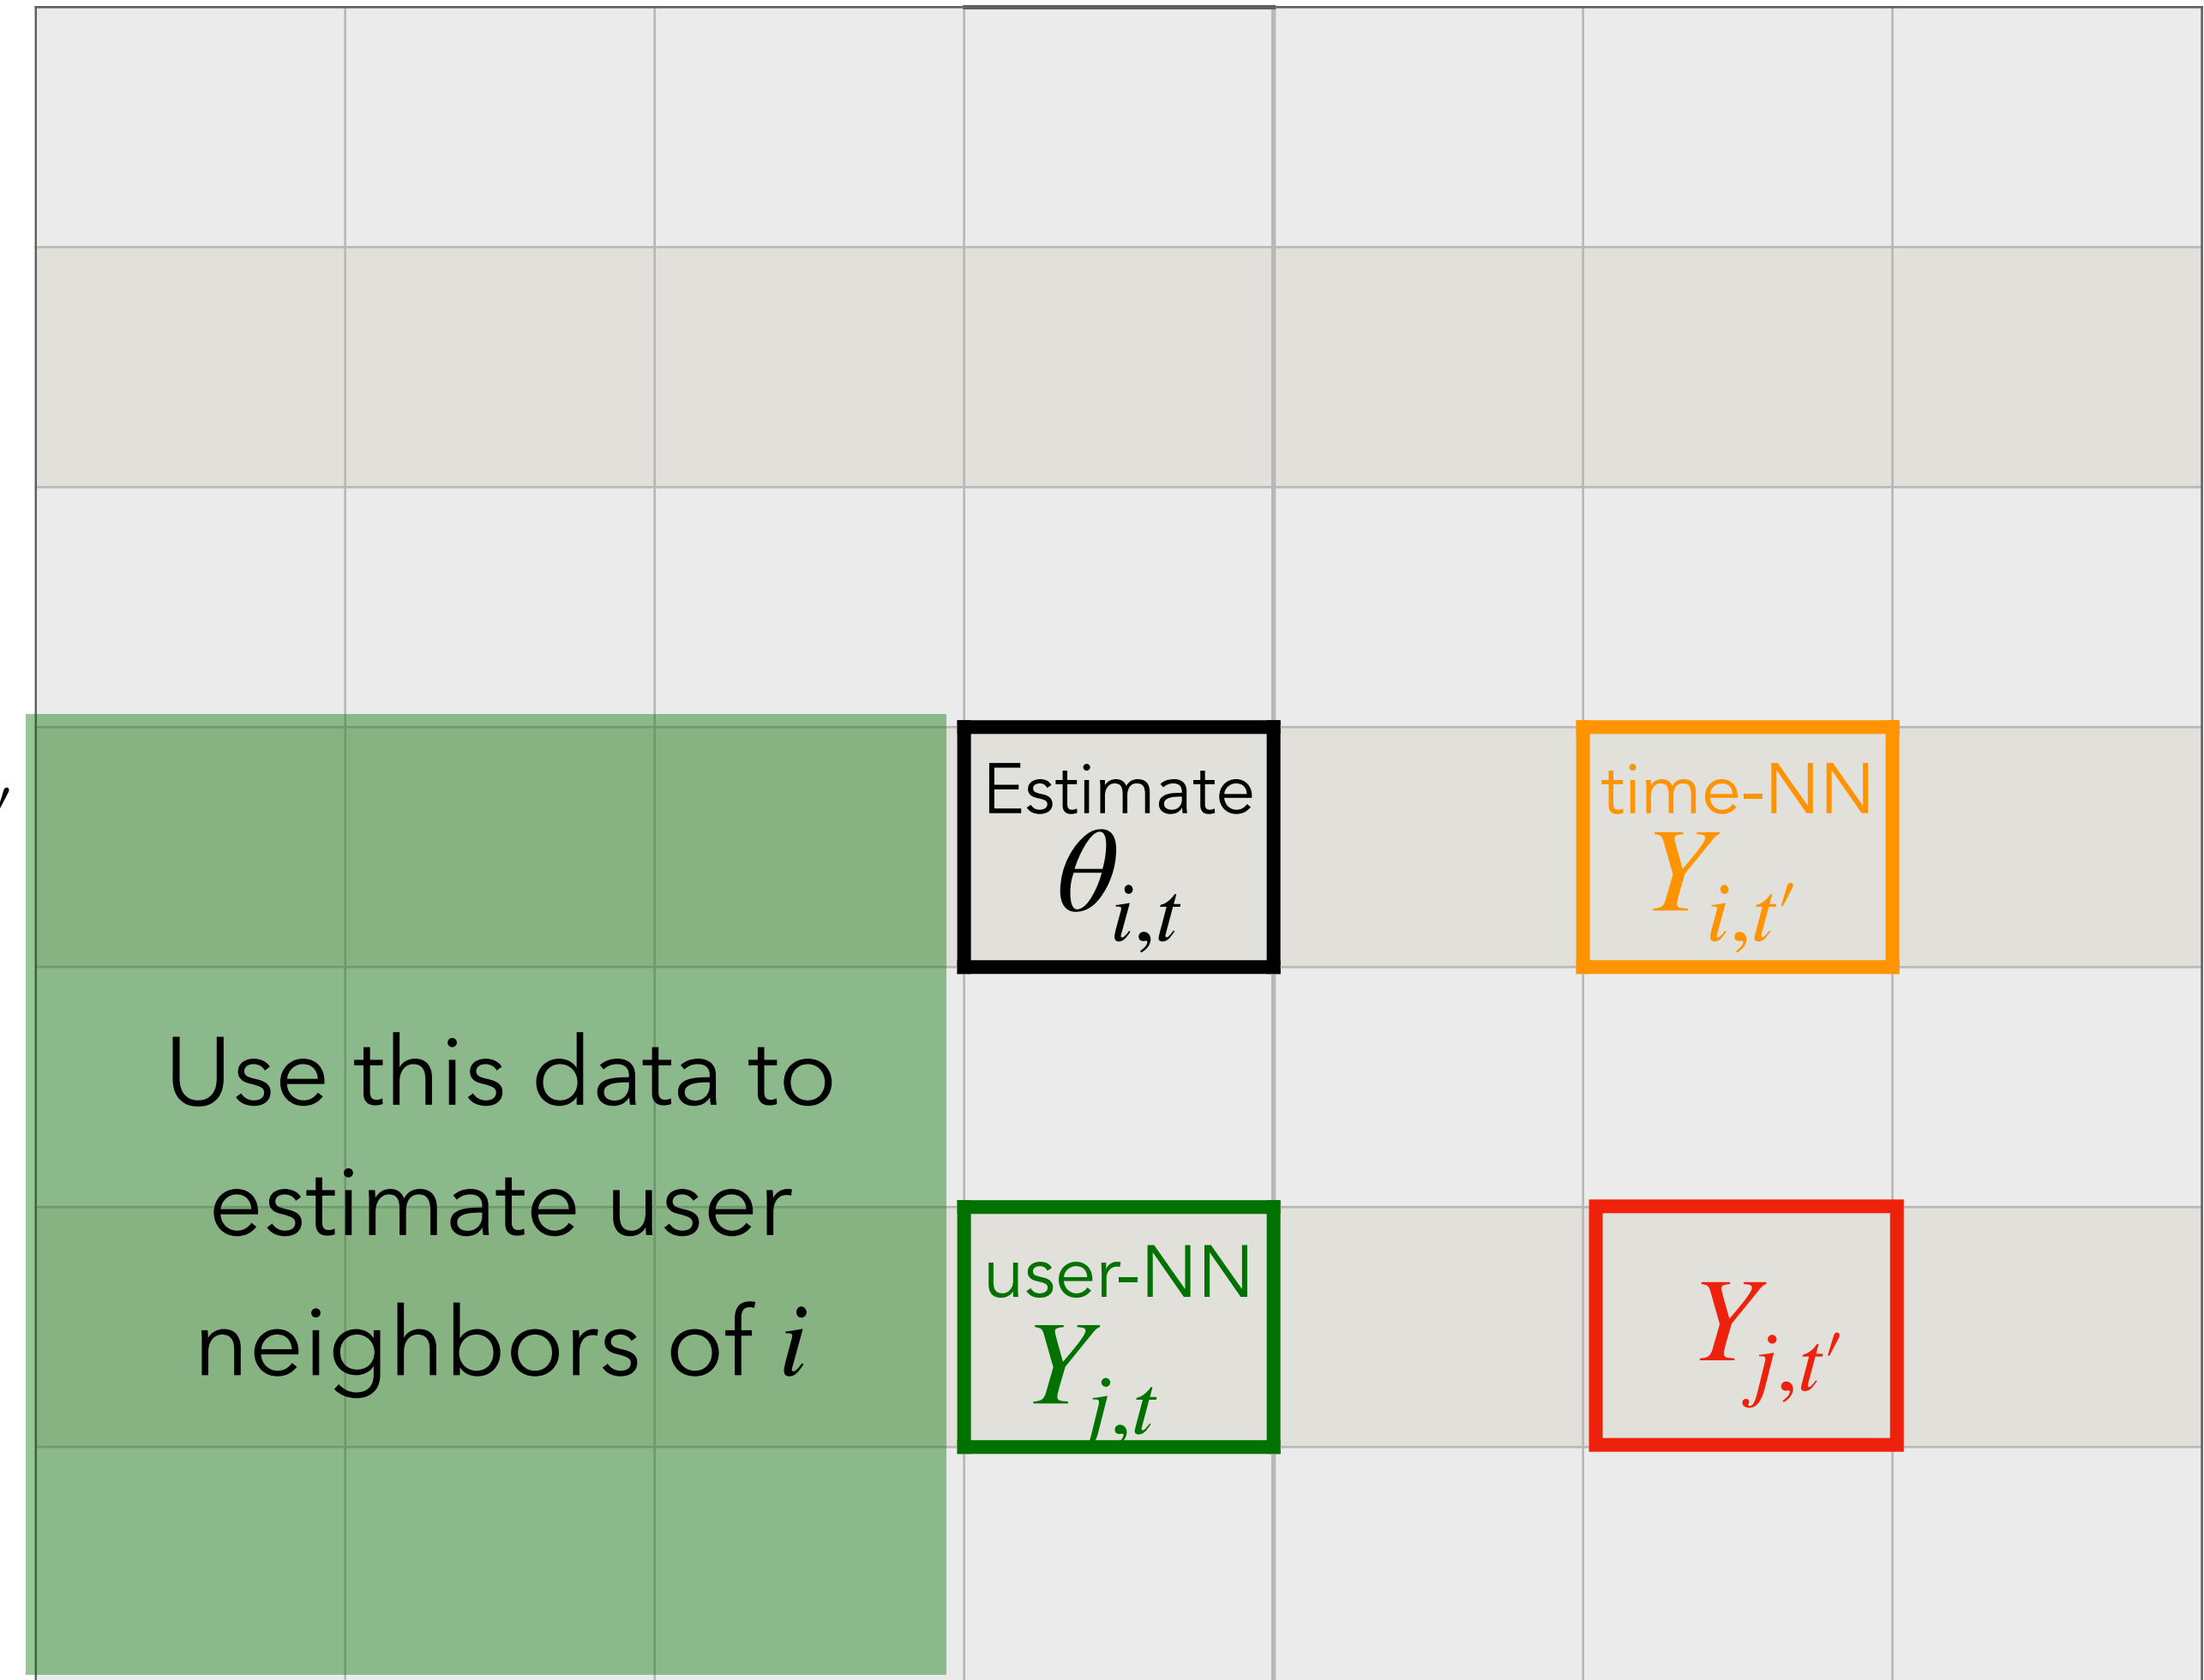 Estimate
θi,t
time-NN
Yi,t′
Use this data to
estimate user
neighbors of i
user-NN
Yj,t
Yj,t′